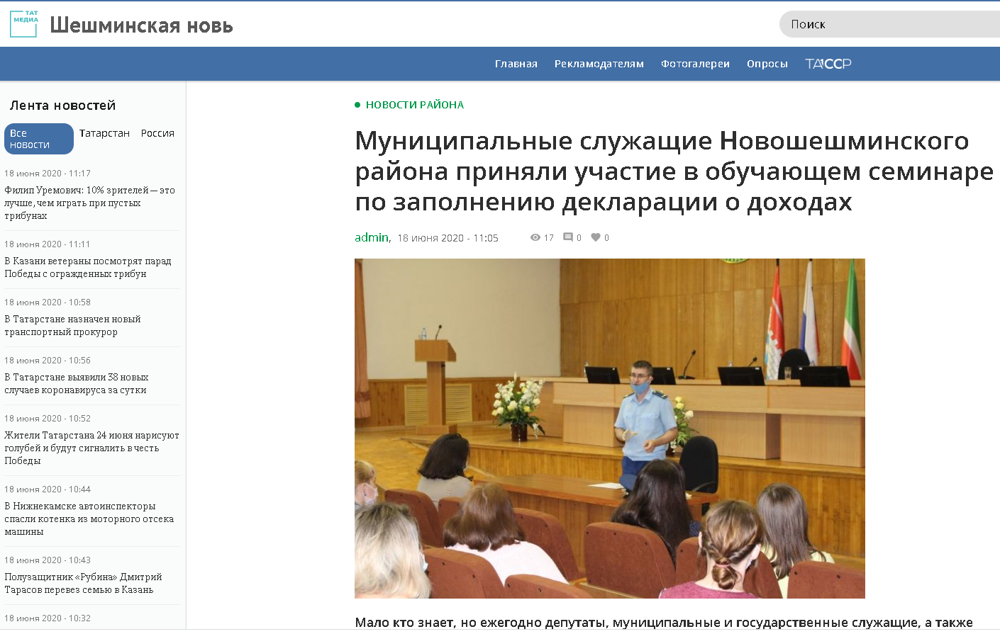 ТАТ
МЕДИА
Шешминская новь
Поиск
Главная Рекламодателям Фотогалереи Опросы ТАССР
Лента новостей
Все
новости
Татарстан Россия
18 июня 2020 - 11:17
Филип Уремович: 10% зрителей — это
лучше, чем играть при пустых
трибунах
18 июня 2020 - 11:11
В Казани ветераны посмотрят парад
Победы с огражденных трибун
18 июня 2020 - 10:58
В Татарстане назначен новый
транспортный прокурор
18 июня 2020 - 10:56
В Татарстане выявили 38 новых
случаев коронавируса за сутки
18 июня 2020 - 10:52
Жители Татарстана 24 июня нарисуют
голубей и будут сигналить в честь
Победы
18 июня 2020 - 10:44
В Нижнекамске автоинспекторы
спасли котенка из моторного отсека
машины
18 июня 2020 - 10:43
Полузащитник «Рубина» Дмитрий
Тарасов перевез семью в Казань
18 июня 2020 - 10:32
НОВОСТИ РАЙОНА
Муниципальные служащие Новошешминского
района приняли участие в обучающем семинаре
по заполнению декларации о доходах
admin, 18 июня 2020 - 11:05 17 0 0
Мало кто знает, но ежегодно депутаты, муниципальные и государственные служащие, а также